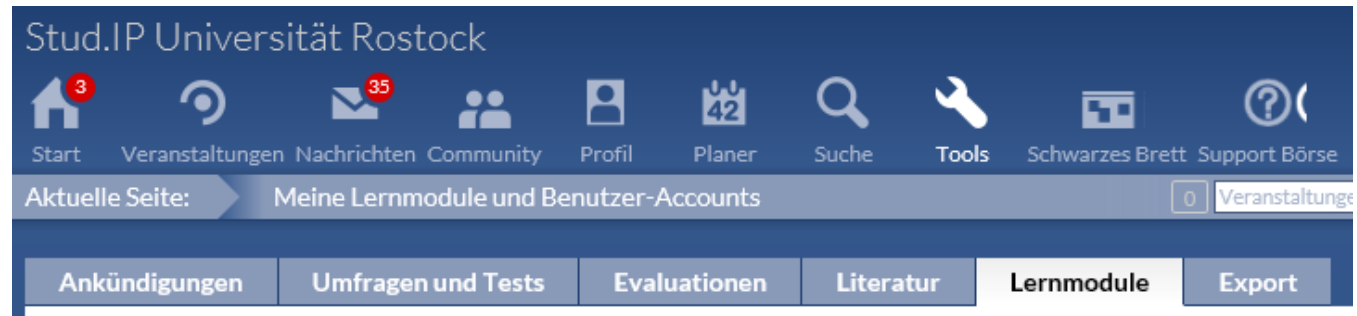 Stud.IP Universität Rostock
3 35 42
Start Veranstaltungen Nachrichten Community Profil Planer Suche Tools Schwarzes Brett Support Börse
Aktuelle Seite: Meine Lernmodule und Benutzer-Accounts 0 Veranstaltunge
Ankündigungen Umfragen und Tests Evaluationen Literatur Lernmodule Export